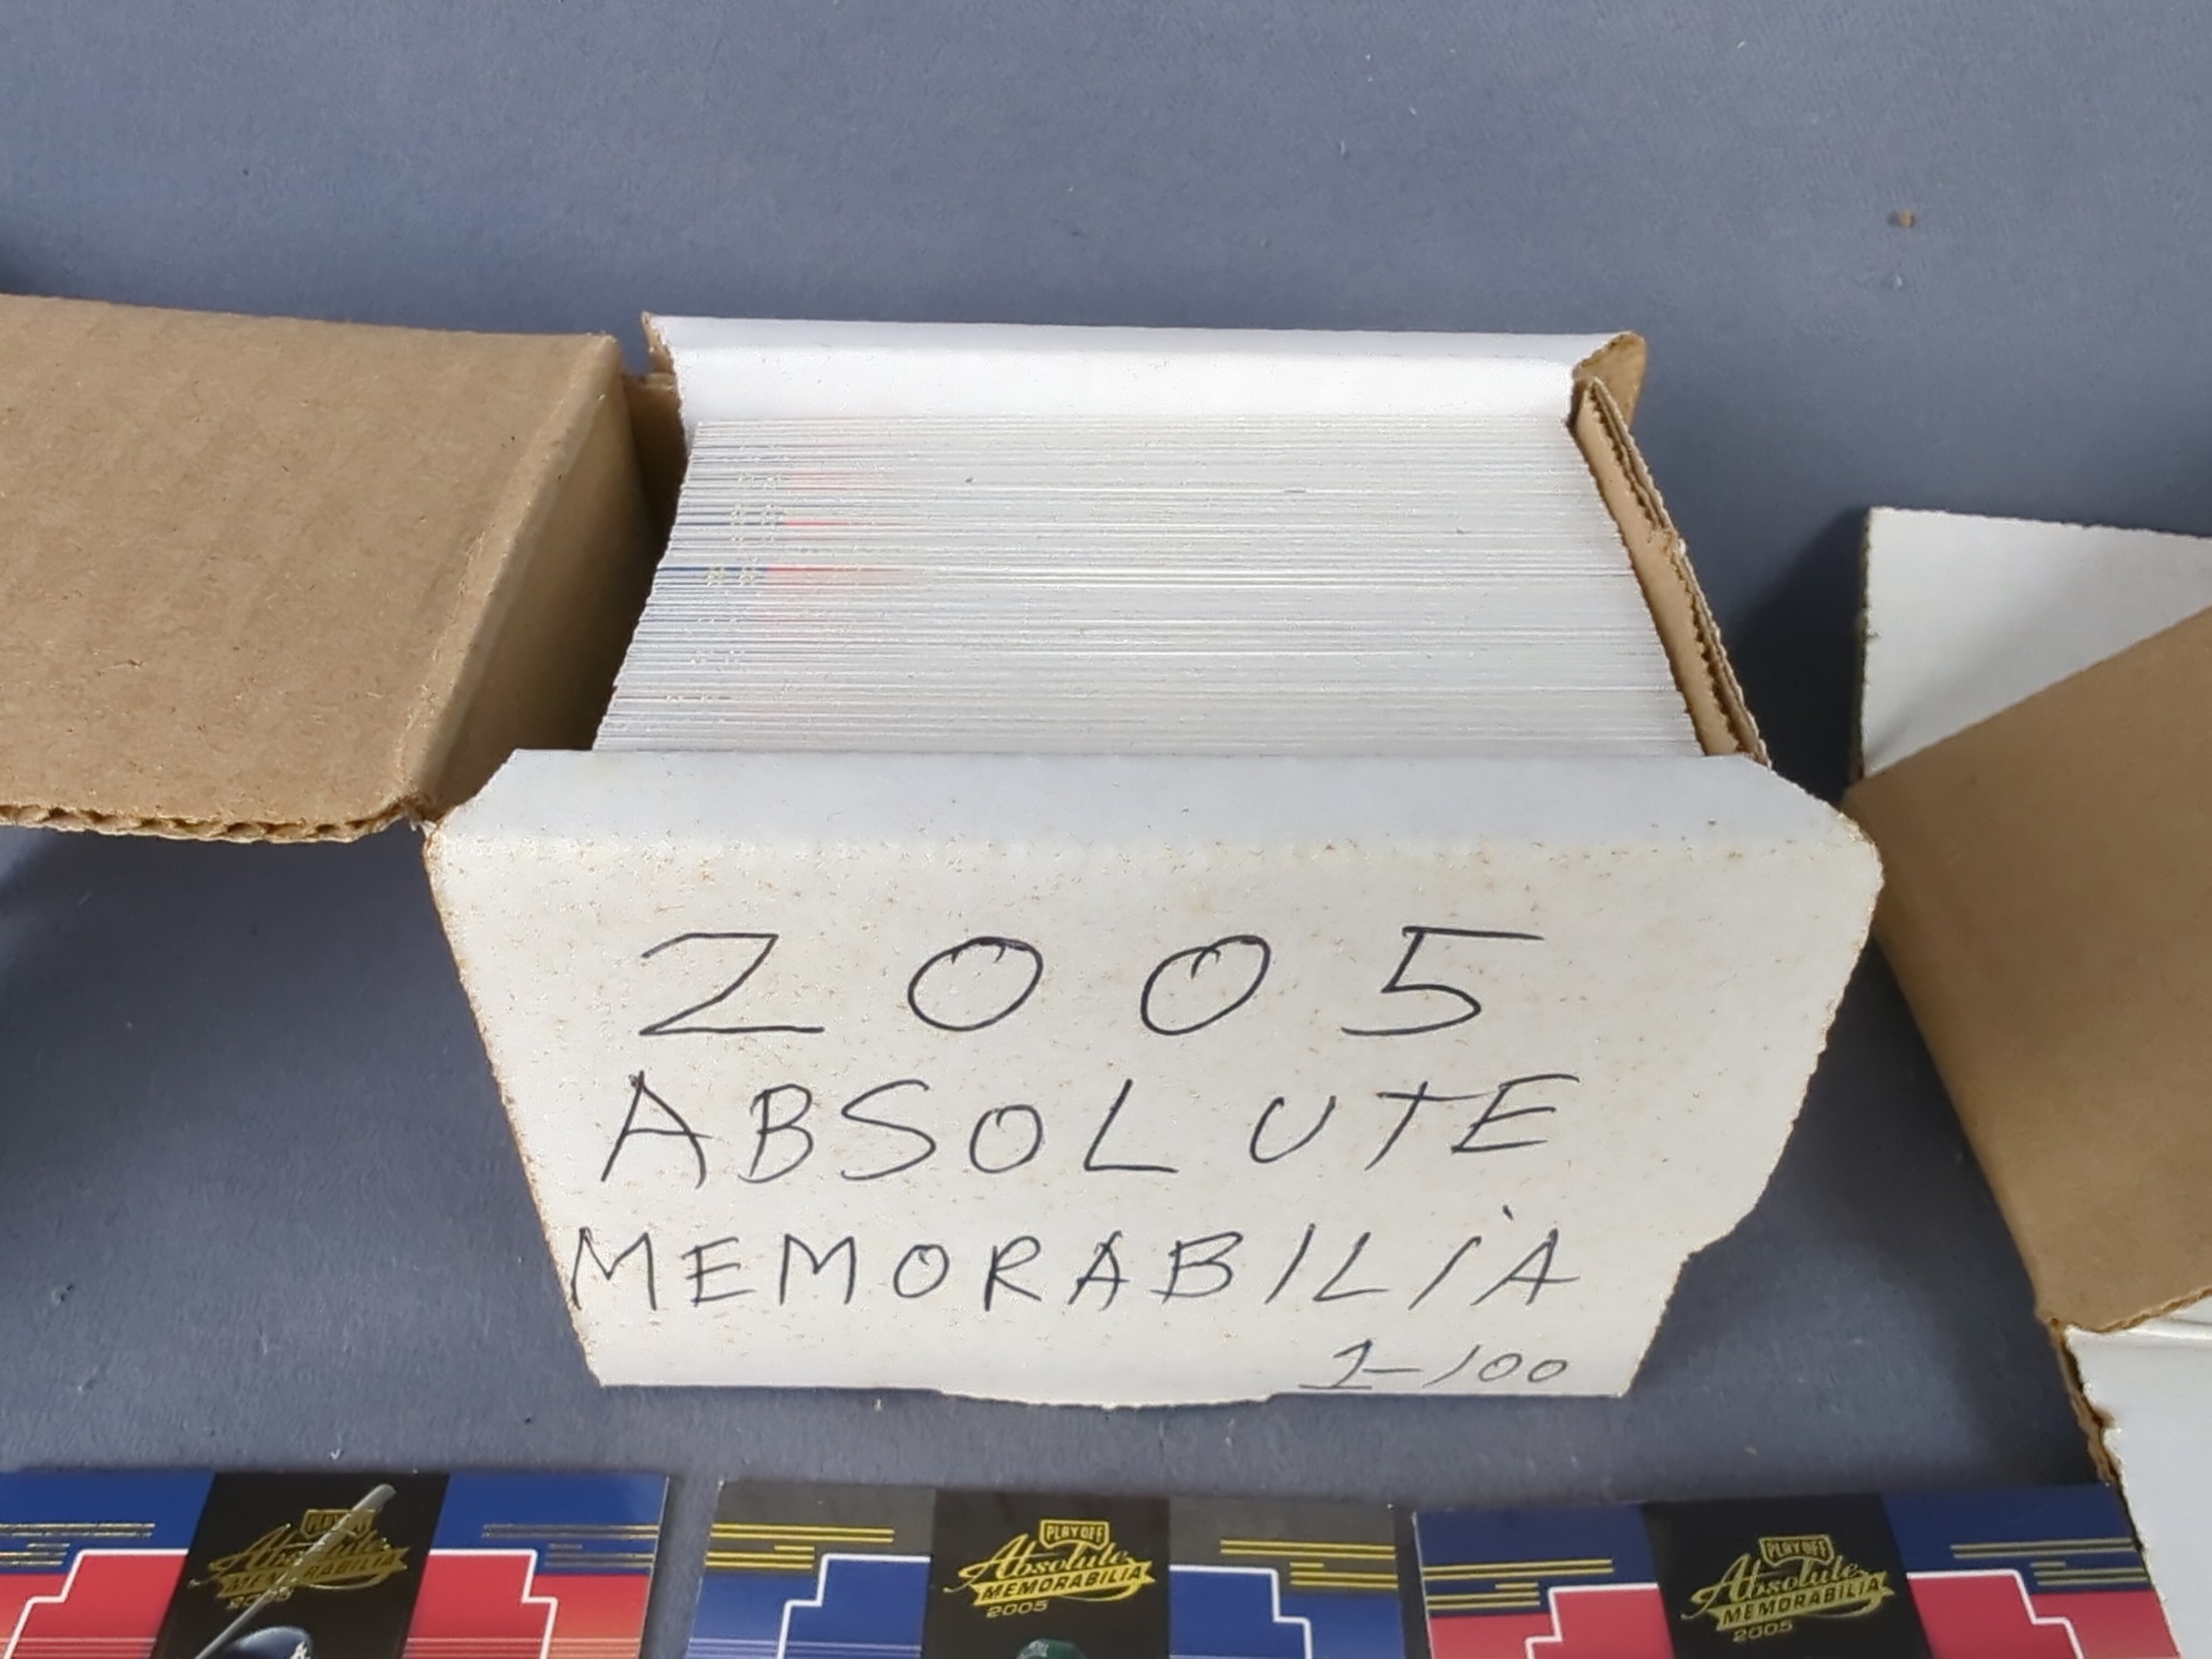 2005
ABSOLUTE
MEMORABILIA
1-100
PLAYOFF
Absolute
MEMORABILIA
2005
PLAYOFF
Absolute
MEMORABILIA
2005
PLAYOFF
Absolute
MEMORABILIA
2005